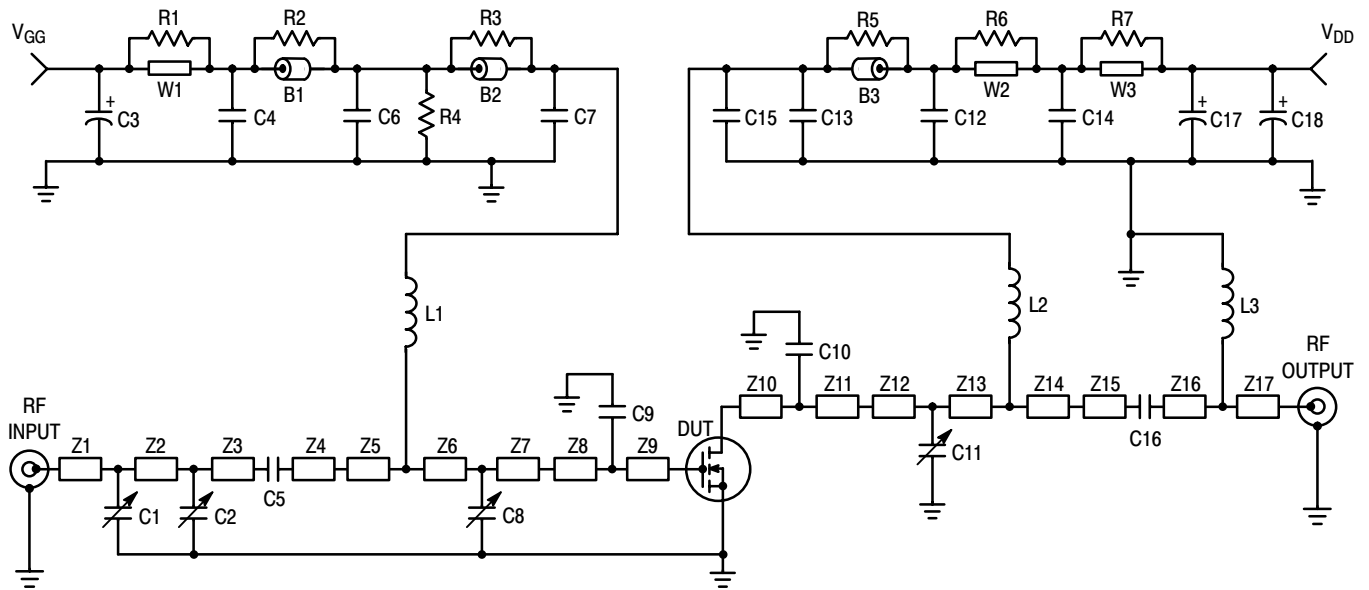 R1
R2
R3
R5
R6
R7
VGG
VDD
W1
B1
B2
B3
W2
W3
+
C3
C4
C6
R4
C7
C15
C13
C12
C14
+
C17
+
C18
L1
L2
L3
C10
RF
OUTPUT
Z10
Z11
Z12
Z13
Z14
Z15
Z16
Z17
C9
C16
RF
INPUT
DUT
C11
Z1
Z2
Z3
Z4
Z5
Z6
Z7
Z8
Z9
C5
C1
C2
C8